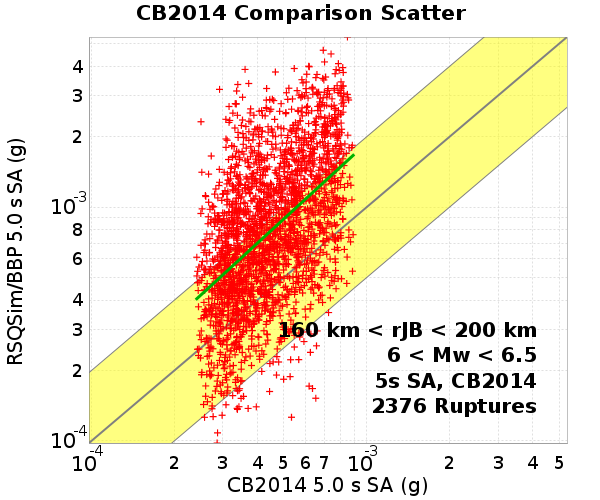 CB2014 Comparison Scatter
RSQSim/BBP 5.0 s SA (g)
4
3
2
10-3
8
6
4
3
2
10-4
160 km < rJB < 200 km
6 < Mw < 6.5
5s SA, CB2014
2376 Ruptures
10-4 2 3 4 5 6 7 10-3 2 3 4 5
CB2014 5.0 s SA (g)